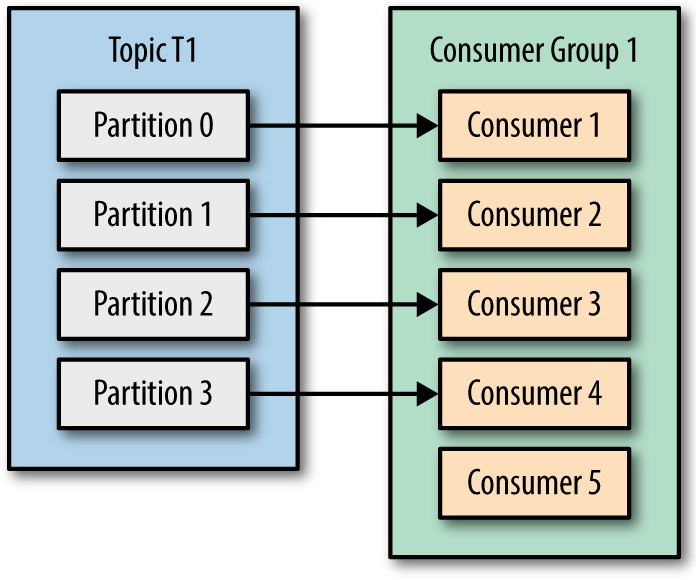 Topic T1
Partition 0
Partition 1
Partition 2
Partition 3
Consumer Group 1
Consumer 1
Consumer 2
Consumer 3
Consumer 4
Consumer 5